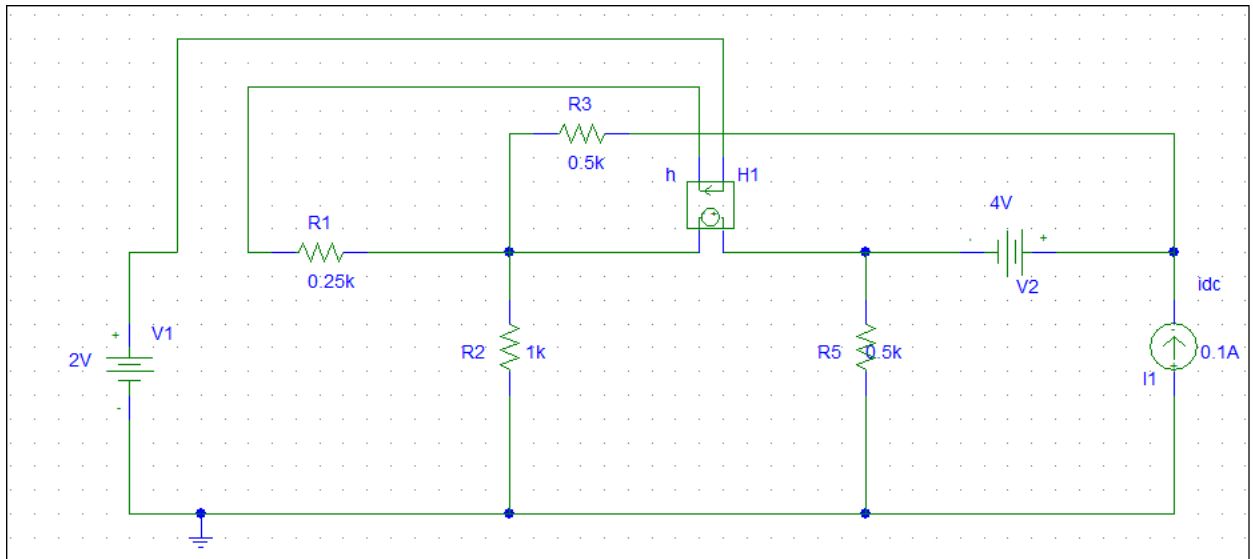 R3
0.5k
h
H1
4V
R1
0.25k
V2
idc
+
V1
2V
-
R2
1k
R5
0.5k
0.1A
I1
-
+
+
-
+